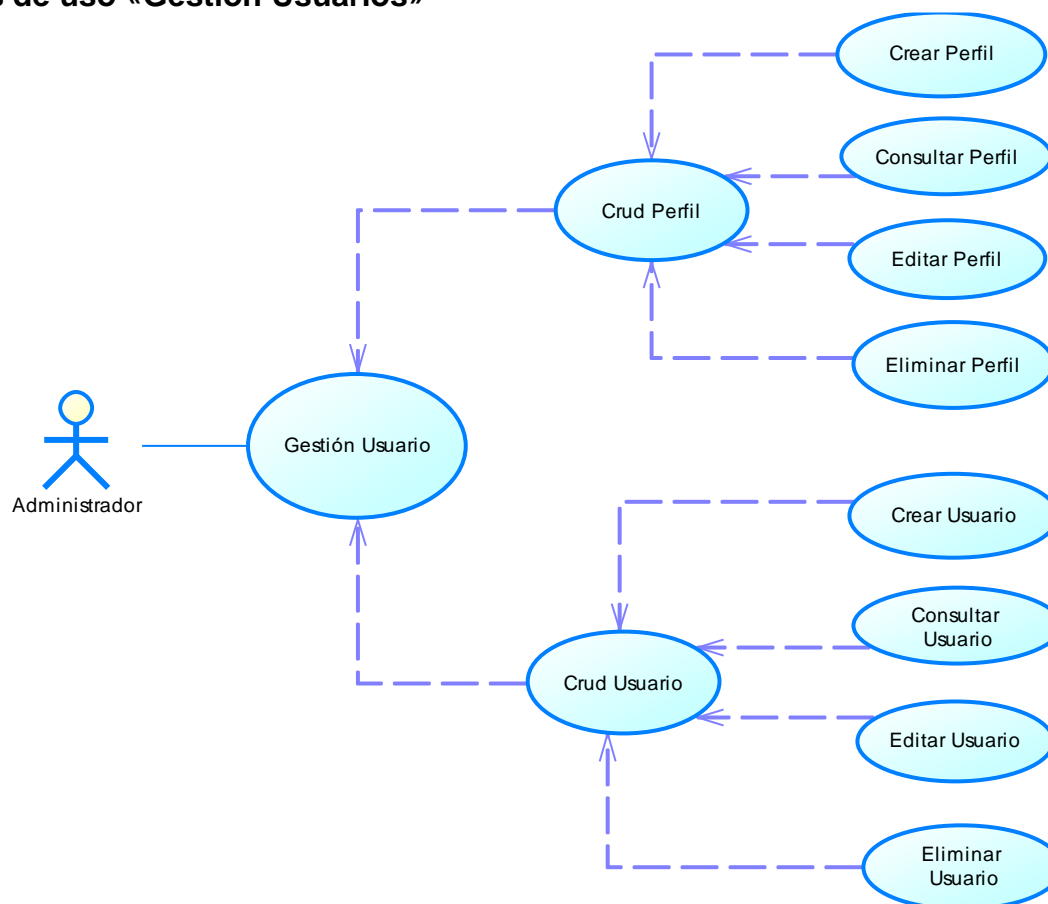 de uso «Gestión Usuarios»
Crear Perfil
Consultar Perfil
Crud Perfil
Editar Perfil
Eliminar Perfil
Gestión Usuario
Administrador
Crear Usuario
Consultar
Usuario
Crud Usuario
Editar Usuario
Eliminar
Usuario